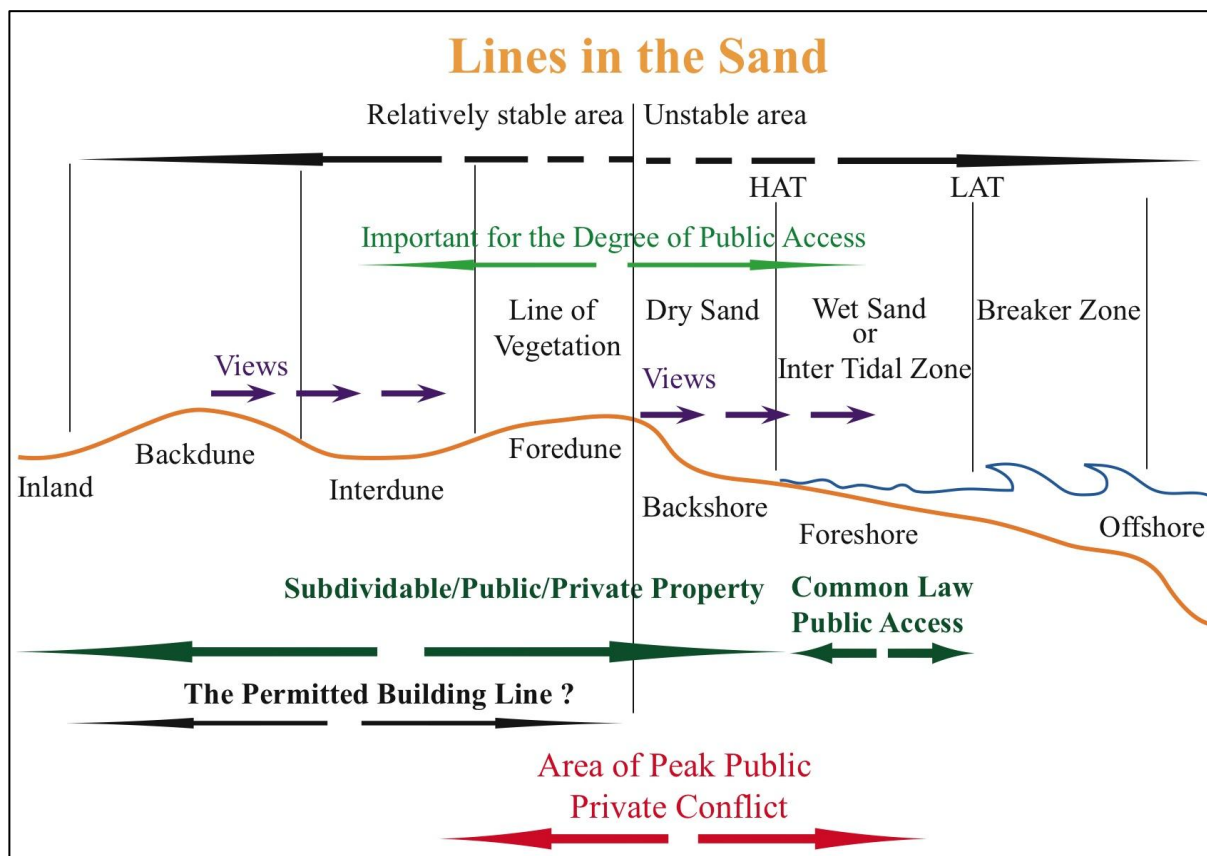 Lines in the Sand
Relatively stable area
Unstable area
HAT
LAT
Important for the Degree of Public Access
Line of
Vegetation
Dry Sand
Wet Sand
or
Inter Tidal Zone
Breaker Zone
Views
Views
Inland
Backdune
Interdune
Foredune
Backshore
Foreshore
Offshore
Subdividable/Public/Private Property
Common Law
Public Access
The Permitted Building Line ?
Area of Peak Public
Private Conflict